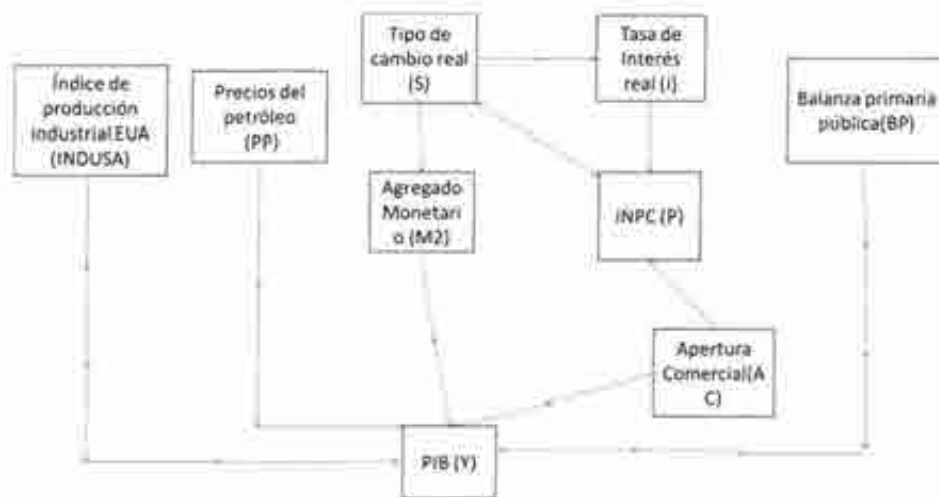 Índice de
producción
industrial EUA
(INDUSA)
Precios del
petróleo
(PP)
Tipo de
cambio real
(S)
Tasa de
Interés
real (i)
Balanza primaria
pública(BP)
Agregado
Monetari
o (M2)
INPC (P)
Apertura
Comercial(A
C)
PIB (Y)